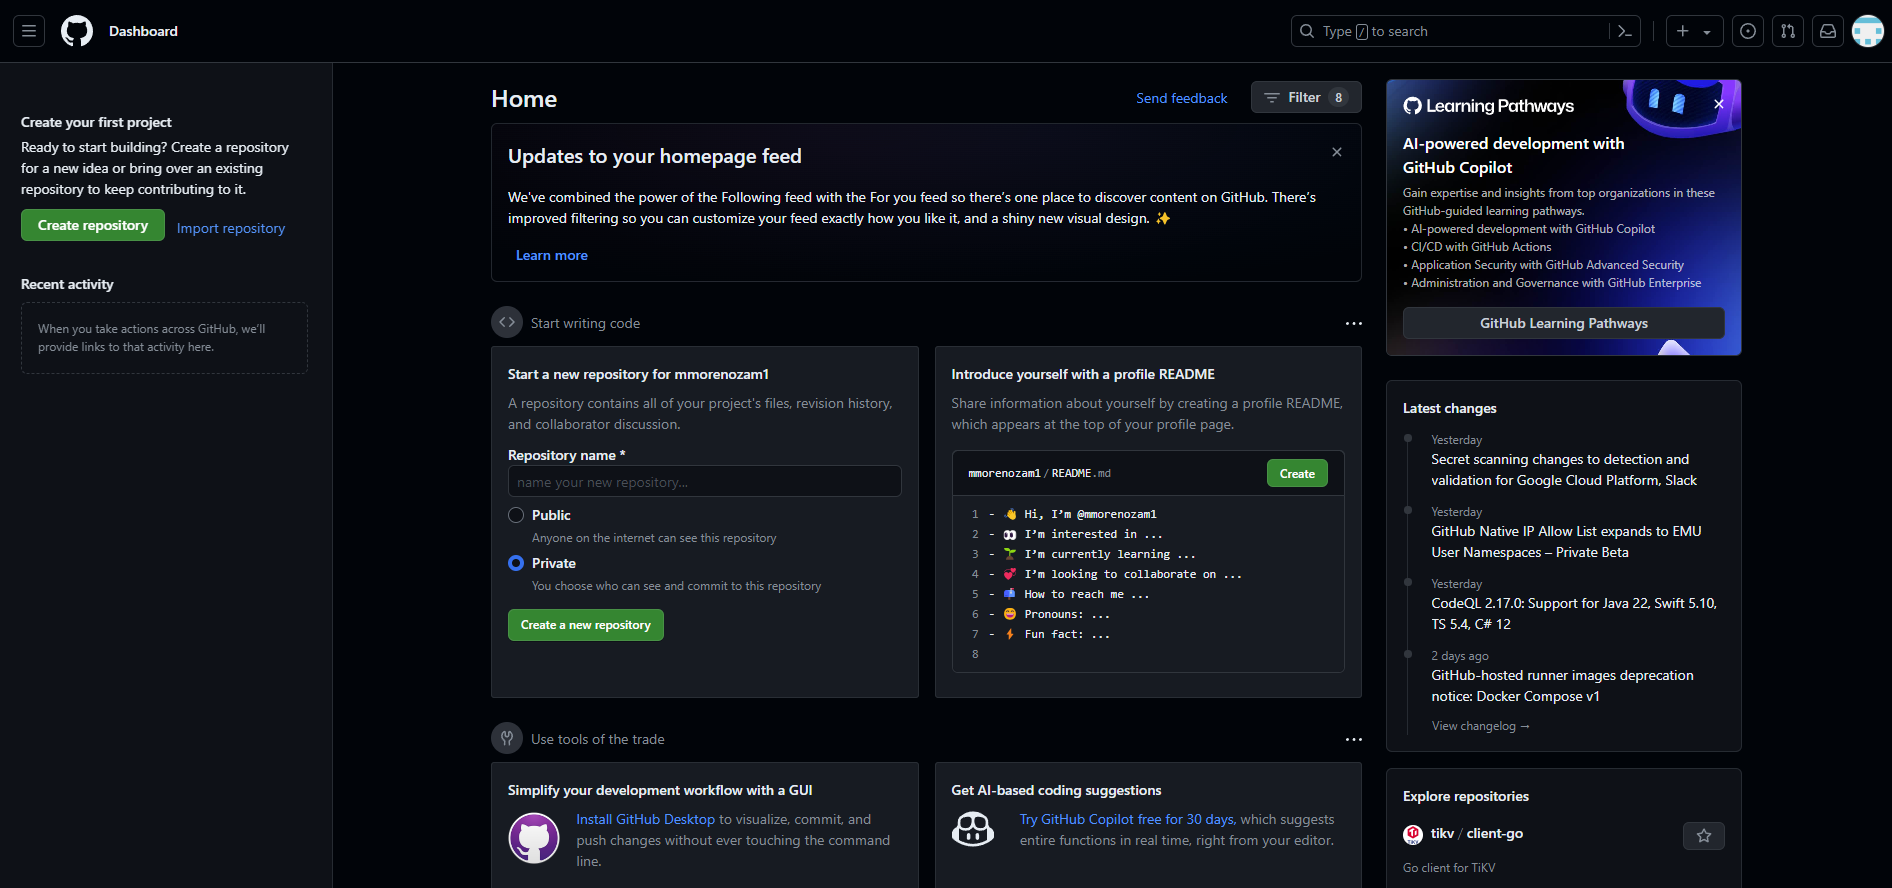 Dashboard
Type / to search
Create your first project
Ready to start building? Create a repository
for a new idea or bring over an existing
repository to keep contributing to it.
Create repository
Import repository
Recent activity
When you take actions across GitHub, we'll
provide links to that activity here.
Home
Send feedback
Filter 8
Updates to your homepage feed
We've combined the power of the Following feed with the For you feed so there's one place to discover content on GitHub. There's
improved filtering so you can customize your feed exactly how you like it, and a shiny new visual design. ✨
Learn more
Start writing code
Start a new repository for mmorenozam1
A repository contains all of your project's files, revision history,
and collaborator discussion.
Repository name *
name your new repository...
Public
Anyone on the internet can see this repository
Private
You choose who can see and commit to this repository
Create a new repository
Introduce yourself with a profile README
Share information about yourself by creating a profile README,
which appears at the top of your profile page.
mmorenozam1 / README.md
Create
1 - 👋 Hi, I'm @mmorenozam1
2 - 👀 I'm interested in ...
3 - 🌱 I'm currently learning ...
4 - 💞️ I'm looking to collaborate on ...
5 - 📫 How to reach me ...
6 - 😄 Pronouns: ...
7 - ⚡ Fun fact: ...
8
Use tools of the trade
Simplify your development workflow with a GUI
Install GitHub Desktop to visualize, commit, and
push changes without ever touching the command
line.
Get AI-based coding suggestions
Try GitHub Copilot free for 30 days, which suggests
entire functions in real time, right from your editor.
Learning Pathways
AI-powered development with
GitHub Copilot
Gain expertise and insights from top organizations in these
GitHub-guided learning pathways.
• AI-powered development with GitHub Copilot
• CI/CD with GitHub Actions
• Application Security with GitHub Advanced Security
• Administration and Governance with GitHub Enterprise
GitHub Learning Pathways
Latest changes
Yesterday
Secret scanning changes to detection and
validation for Google Cloud Platform, Slack
Yesterday
GitHub Native IP Allow List expands to EMU
User Namespaces – Private Beta
Yesterday
CodeQL 2.17.0: Support for Java 22, Swift 5.10,
TS 5.4, C# 12
2 days ago
GitHub-hosted runner images deprecation
notice: Docker Compose v1
View changelog →
Explore repositories
tikv / client-go
Go client for TiKV